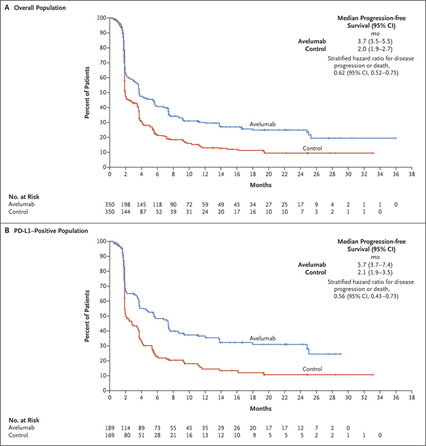 A Overall Population
Median Progression-free
Survival (95% CI)
mo
Avelumab 3.7 (3.5–5.5)
Control 2.0 (1.9–2.7)
Stratified hazard ratio for disease
progression or death,
0.62 (95% CI, 0.52–0.75)
Percent of Patients
100
90
80
70
60
50
40
30
20
10
0
Avelumab
Control
0 2 4 6 8 10 12 14 16 18 20 22 24 26 28 30 32 34 36 38
Months
No. at Risk
Avelumab 350 198 145 118 90 72 59 49 45 34 27 25 17 9 4 2 1 1 0
Control 350 144 87 52 39 31 24 20 17 16 10 10 7 3 2 1 1 0
B PD-L1–Positive Population
Median Progression-free
Survival (95% CI)
mo
Avelumab 5.7 (3.7–7.4)
Control 2.1 (1.9–3.5)
Stratified hazard ratio for disease
progression or death,
0.56 (95% CI, 0.43–0.73)
Percent of Patients
100
90
80
70
60
50
40
30
20
10
0
Avelumab
Control
0 2 4 6 8 10 12 14 16 18 20 22 24 26 28 30 32 34 36 38
Months
No. at Risk
Avelumab 189 114 89 73 55 45 35 29 26 20 17 17 12 7 2 0
Control 169 80 51 28 21 16 13 12 10 9 5 5 5 2 2 1 1 0